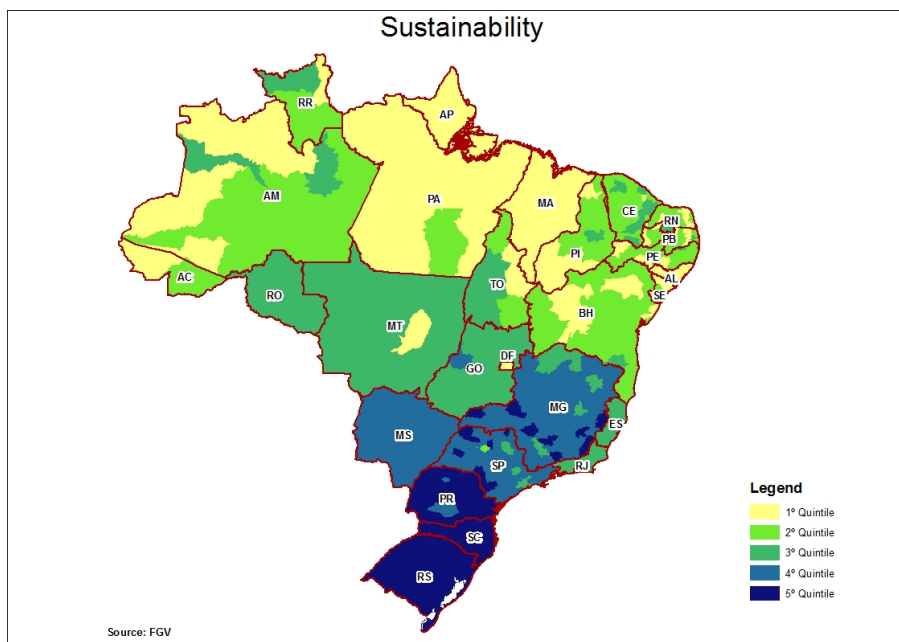 Sustainability
RR
AP
AM
PA
MA
CE
RN
PB
PE
PI
AL
SE
AC
RO
TO
BH
MT
DF
GO
MG
ES
MS
SP
RJ
PR
SC
RS
Legend
1º Quintile
2º Quintile
3º Quintile
4º Quintile
5º Quintile
Source: FGV